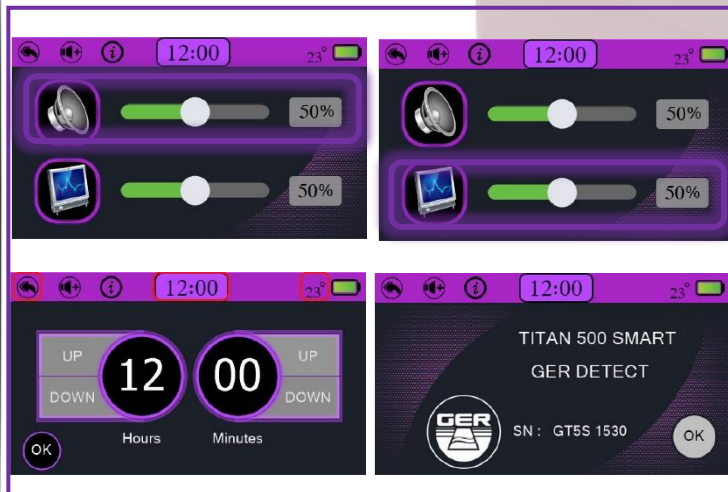 12:00 23°
50%
50%
12:00 23°
50%
50%
12:00 23°
UP 12 00 UP
DOWN DOWN
Hours Minutes
OK
12:00 23°
TITAN 500 SMART
GER DETECT
GER
SN : GT5S 1530
OK